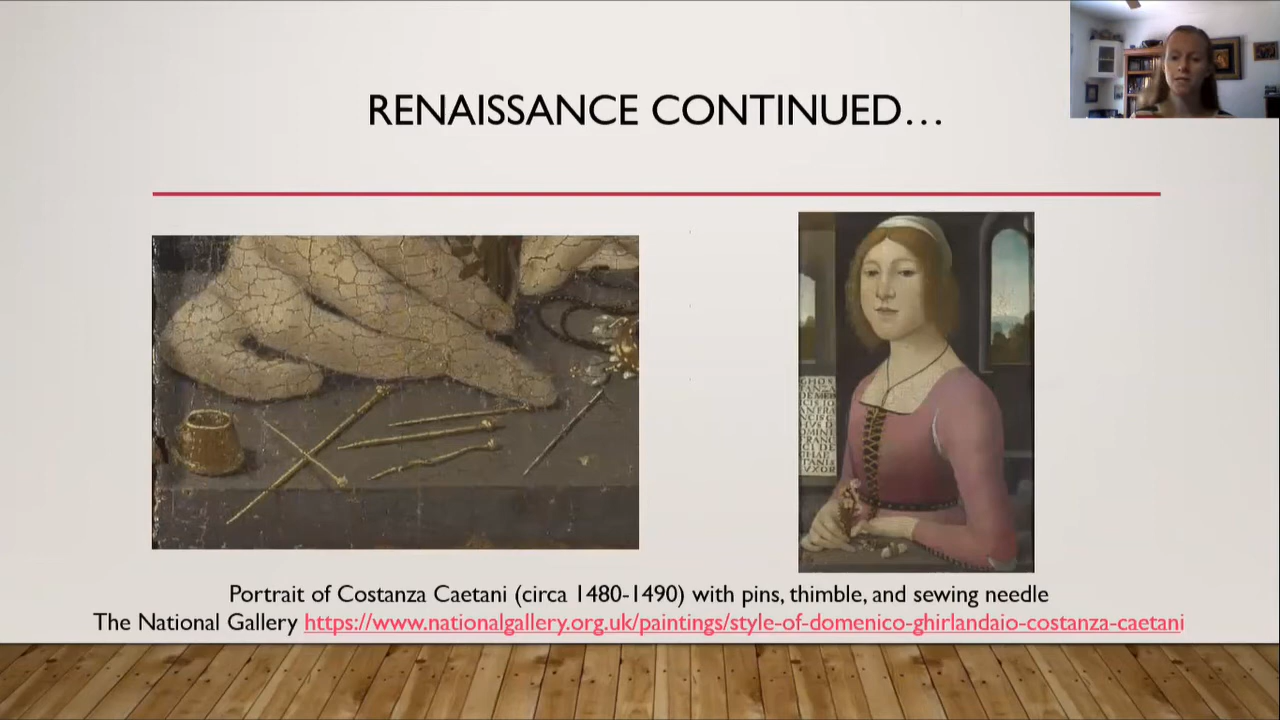 RENAISSANCE CONTINUED…
Portrait of Costanza Caetani (circa 1480-1490) with pins, thimble, and sewing needle
The National Gallery https://www.nationalgallery.org.uk/paintings/style-of-domenico-ghirlandaio-costanza-caetani